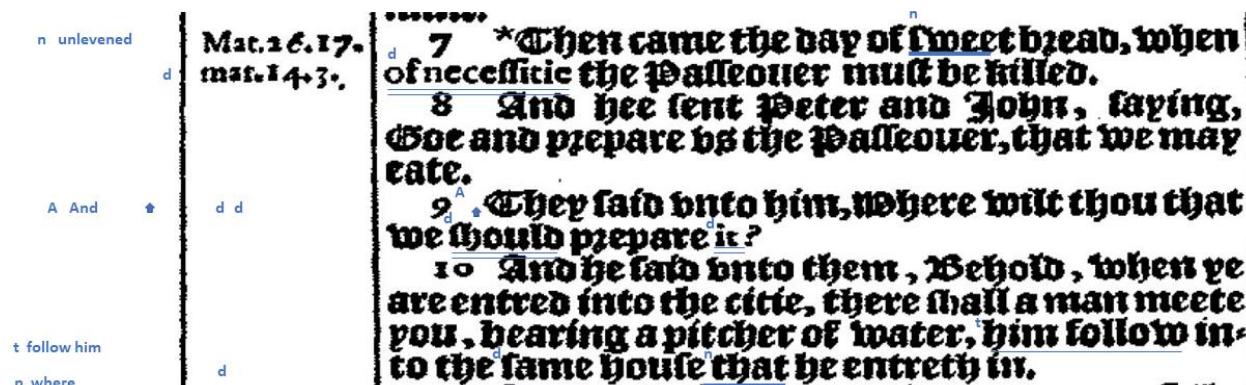 n
n unlevened
Mat.26.17.
7 *Then came the day of ſweet bread, when
d
d
mar.14.3.
of neceſſitie the Paſſeouer muſt be killed.
8 And hee ſent Peter and John, ſaying,
Goe and prepare vs the Paſſeouer, that we may
eate.
A
A And
d d
9 They ſaid vnto him, Where wilt thou that
d
d
we ſhould prepare it?
10 And he ſaid vnto them, Behold, when ye
are entred into the citie, there ſhall a man meete
t
you, bearing a pitcher of water, him follow in-
t follow him
d
n
d
to the ſame houſe that he entreth in.
n where